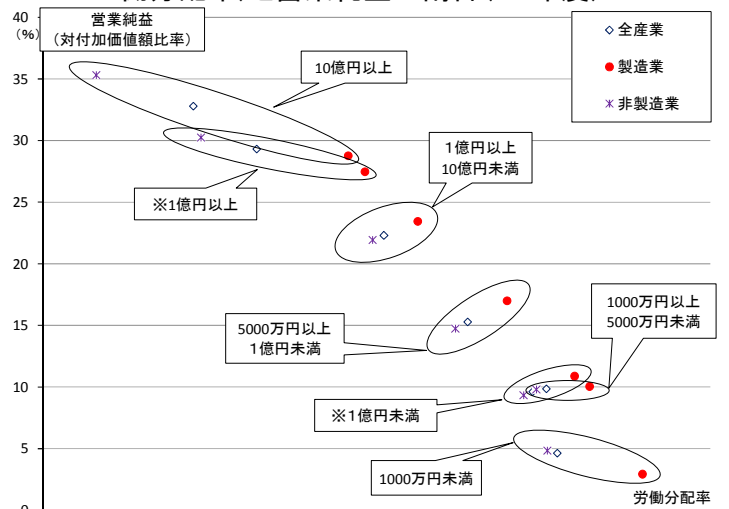 40
(%)
営業純益
(対付加価値額比率)
◇ 全産業
● 製造業
＊ 非製造業
35
10億円以上
30
1億円以上
10億円未満
※1億円以上
25
20
1000万円以上
5000万円未満
5000万円以上
1億円未満
15
10
※1億円未満
5
1000万円未満
労働分配率